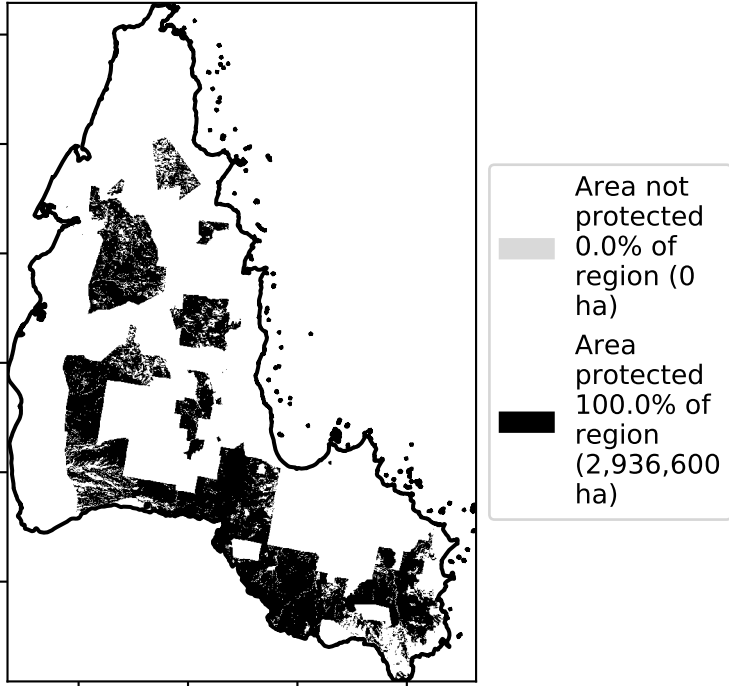 Area not
protected
0.0% of
region (0
ha)
Area
protected
100.0% of
region
(2,936,600
ha)